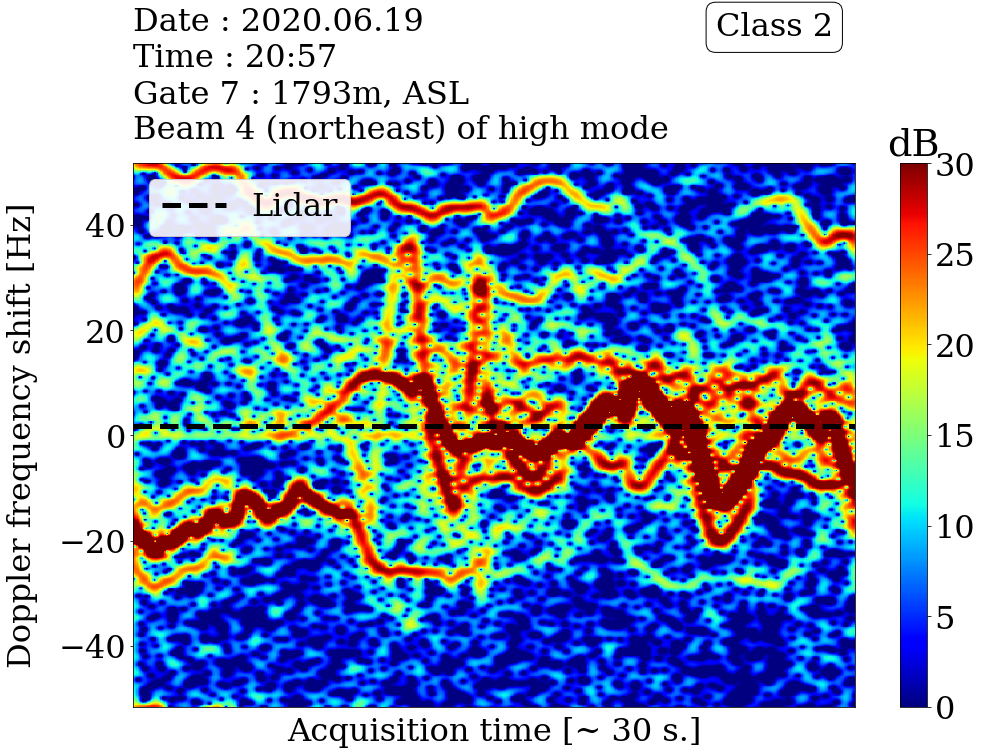 Date : 2020.06.19
Time : 20:57
Gate 7 : 1793m, ASL
Beam 4 (northeast) of high mode
Class 2
dB
Lidar
Doppler frequency shift [Hz]
40
20
0
−20
−40
Acquisition time [~ 30 s.]
30
25
20
15
10
5
0